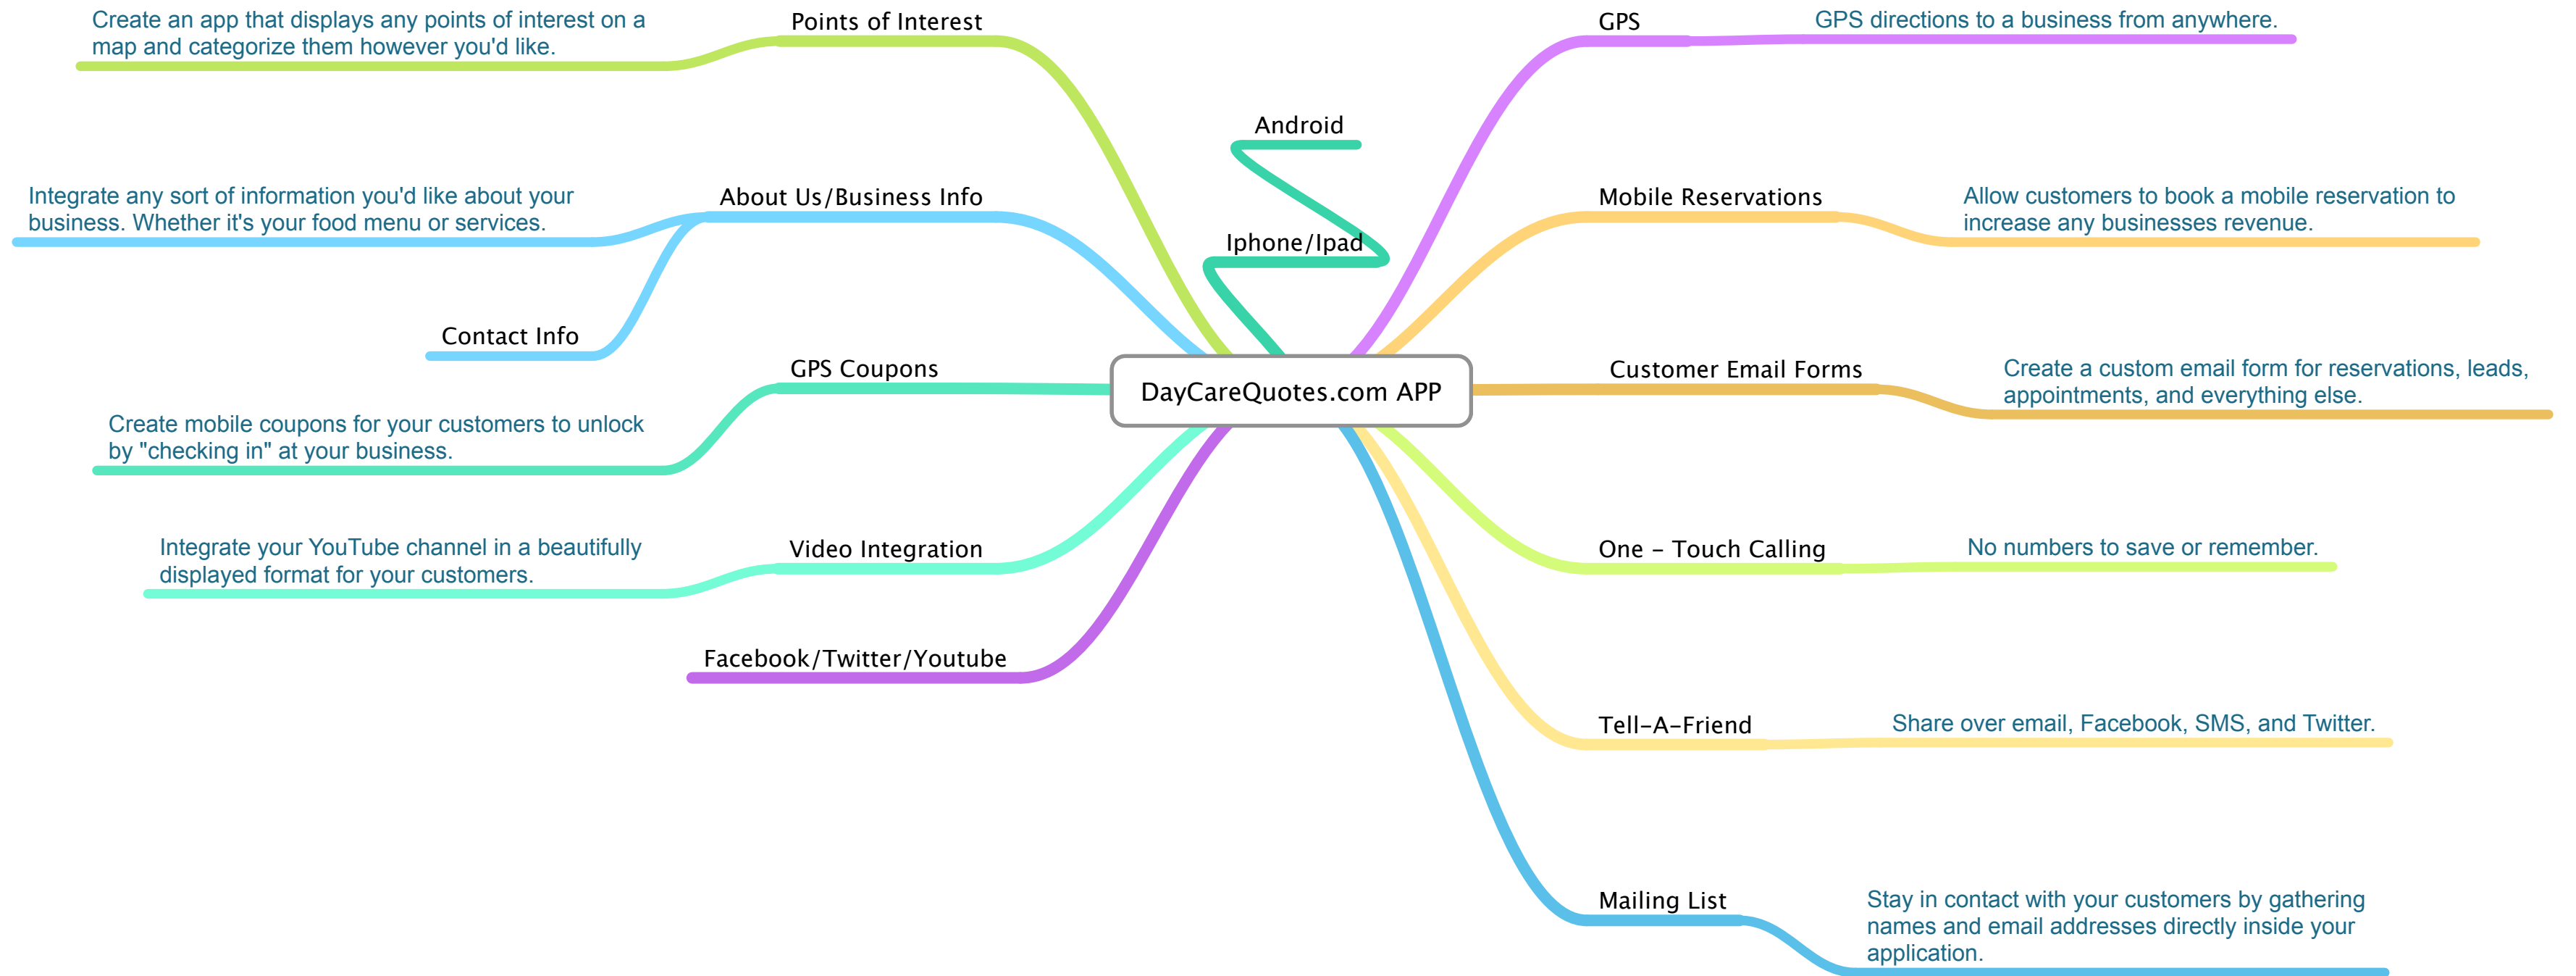 Create an app that displays any points of interest on a
map and categorize them however you'd like.
Points of Interest
GPS
GPS directions to a business from anywhere.
Android
Integrate any sort of information you'd like about your
business. Whether it's your food menu or services.
About Us/Business Info
Iphone/Ipad
Mobile Reservations
Allow customers to book a mobile reservation to
increase any businesses revenue.
Contact Info
GPS Coupons
DayCareQuotes.com APP
Customer Email Forms
Create a custom email form for reservations, leads,
appointments, and everything else.
Create mobile coupons for your customers to unlock
by "checking in" at your business.
Integrate your YouTube channel in a beautifully
displayed format for your customers.
Video Integration
One - Touch Calling
No numbers to save or remember.
Facebook/Twitter/Youtube
Tell-A-Friend
Share over email, Facebook, SMS, and Twitter.
Mailing List
Stay in contact with your customers by gathering
names and email addresses directly inside your
application.